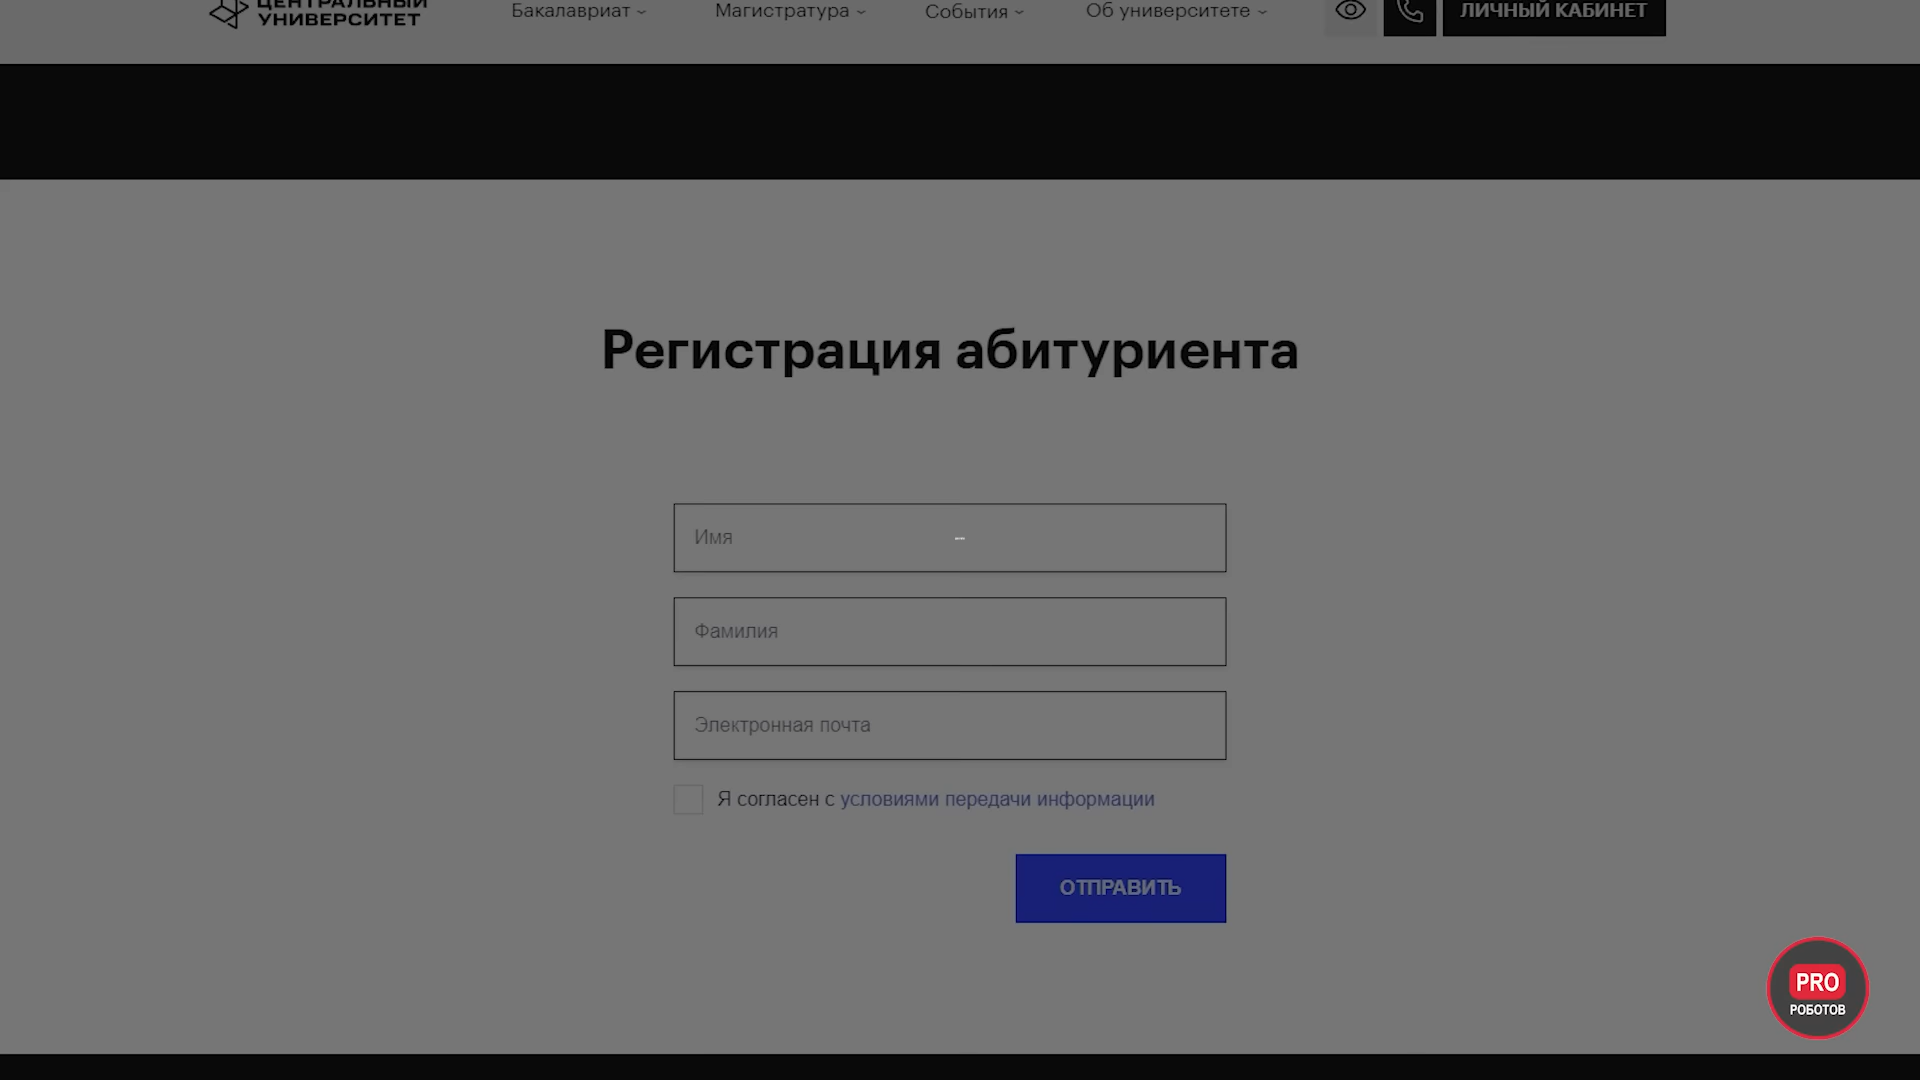 ЦЕНТРАЛЬНЫЙ
УНИВЕРСИТЕТ
Бакалавриат
Магистратура
События
Об университете
ЛИЧНЫЙ КАБИНЕТ
Регистрация абитуриента
Имя
Фамилия
Электронная почта
Я согласен с условиями передачи информации
ОТПРАВИТЬ
PRO
РОБОТОВ